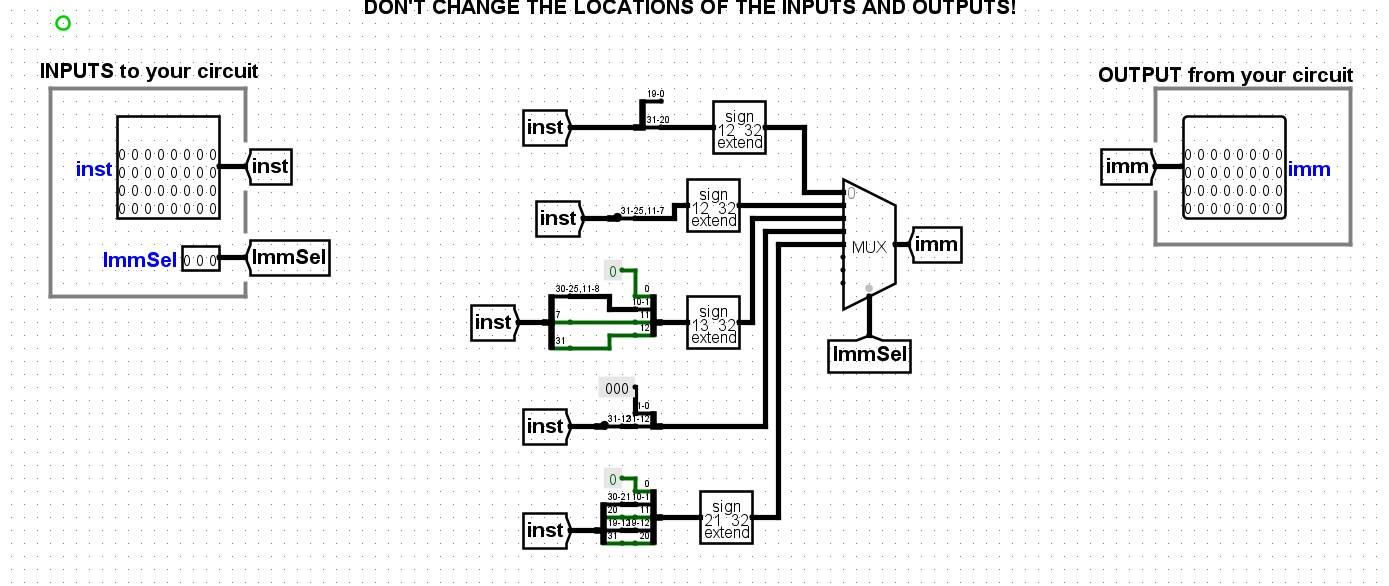 DON'T CHANGE THE LOCATIONS OF THE INPUTS AND OUTPUTS!
INPUTS to your circuit
inst
0 0 0 0 0 0 0 0
0 0 0 0 0 0 0 0
0 0 0 0 0 0 0 0
0 0 0 0 0 0 0 0
inst
ImmSel
0 0 0
ImmSel
inst
19-0
31-20
sign
12 32
extend
inst
31-25,11-7
sign
12 32
extend
inst
30-25,11-8
7
31
0
0
10-1
11
12
sign
13 32
extend
inst
000
31-12
1-0
31-12
inst
0
30-21
20
19-12
31
0
10-1
11
19-12
20
sign
21 32
extend
0
MUX
0
ImmSel
imm
OUTPUT from your circuit
imm
0 0 0 0 0 0 0 0
0 0 0 0 0 0 0 0
0 0 0 0 0 0 0 0
0 0 0 0 0 0 0 0
imm